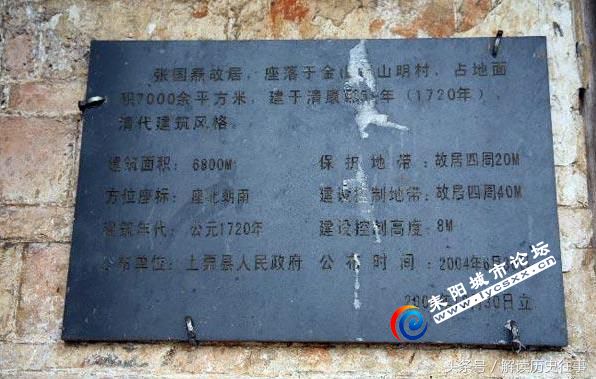 张国焘故居，座落于金山 山明村，占地面
积7000余平方米，建于清康熙 年（1720年），
清代建筑风格。
建筑面积：6800M² 保护地带：故居四周20M
方位座标：座北朝南 建设控制地带：故居四周40M
建筑年代：公元1720年 建设控制高度：8M
公布单位：上栗县人民政府 公布时间：2004年6月
30日立
耒阳城市论坛
www.lycsxx.cn
头条号/解读历史往事